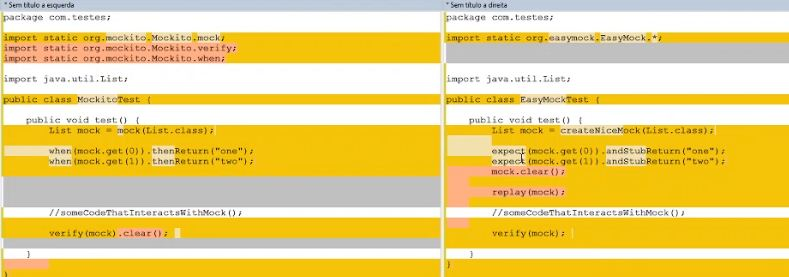 * Sem título a esquerda
package com.testes;
import static org.mockito.Mockito.mock;
import static org.mockito.Mockito.verify;
import static org.mockito.Mockito.when;
import java.util.List;
public class MockitoTest {
public void test() {
List mock = mock(List.class);
when(mock.get(0)).thenReturn("one");
when(mock.get(1)).thenReturn("two");
//someCodeThatInteractsWithMock();
verify(mock).clear();
}
}
* Sem título a direita
package com.testes;
import static org.easymock.EasyMock.*;
import java.util.List;
public class EasyMockTest {
public void test() {
List mock = createNiceMock(List.class);
expect(mock.get(0)).andStubReturn("one");
expect(mock.get(1)).andStubReturn("two");
mock.clear();
replay(mock);
//someCodeThatInteractsWithMock();
verify(mock);
}
}